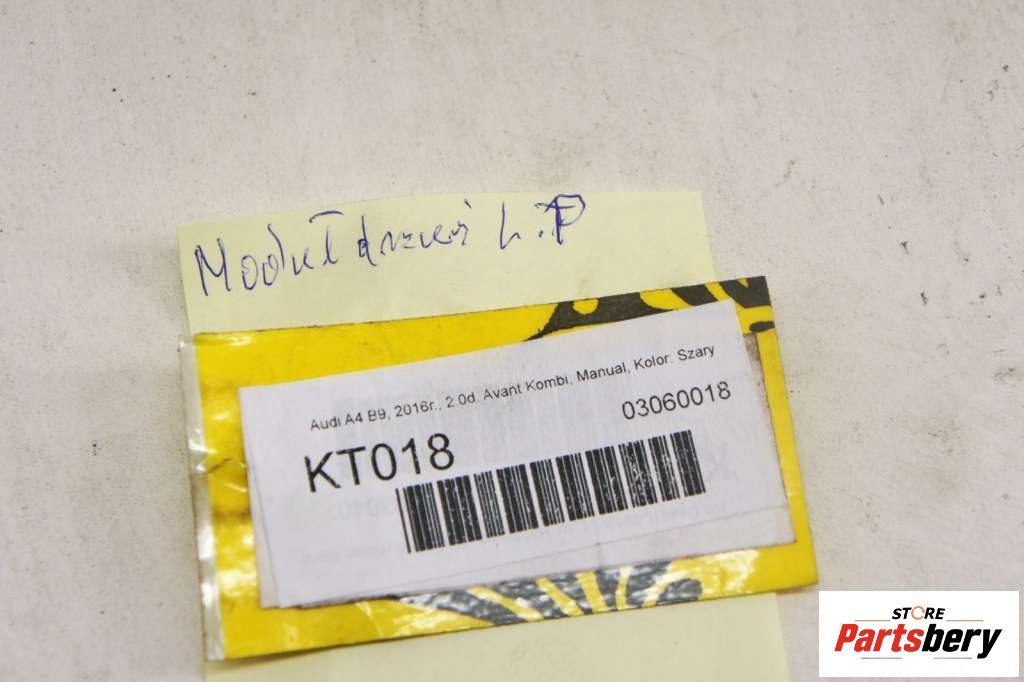 Moduł drzwi L.P
Audi A4 B9, 2016r., 2.0d. Avant Kombi, Manual, Kolor: Szary
03060018
KT018
STORE
Partsbery